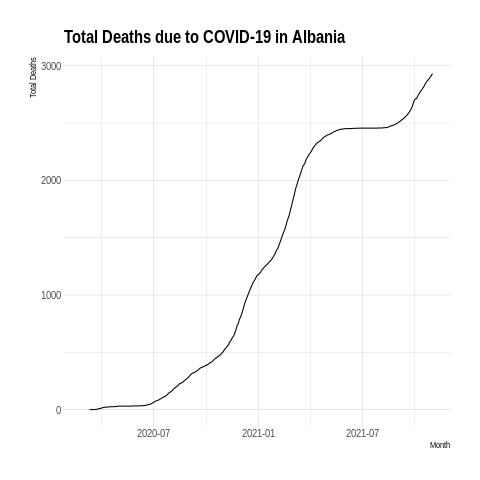 Total Deaths due to COVID-19 in Albania
Total Deaths
3000
2000
1000
0
2020-07
2021-01
2021-07
Month